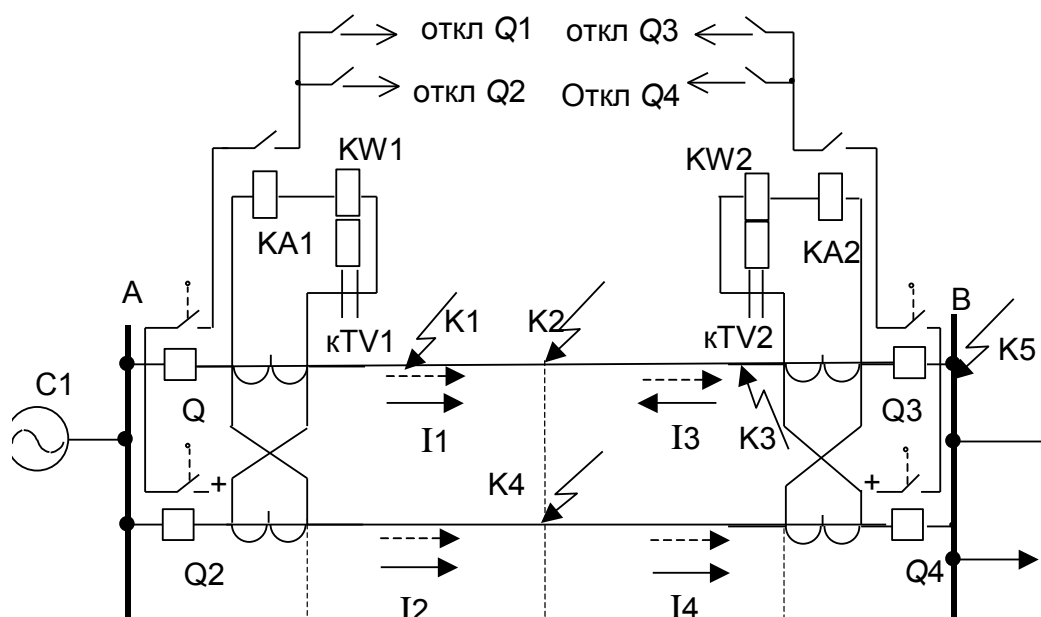 откл Q1 откл Q3
откл Q2 Откл Q4
KW1 KW2
KA1 KA2
A B
кTV1 K1 K2 кTV2 K5
C1
Q Q3
I1 I3 K3
+ K4 +
Q2 Q4
I2 I4